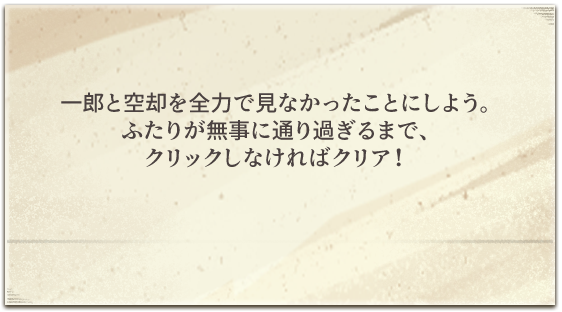 一郎と空却を全力で見なかったことにしよう。
ふたりが無事に通り過ぎるまで、
クリックしなければクリア！